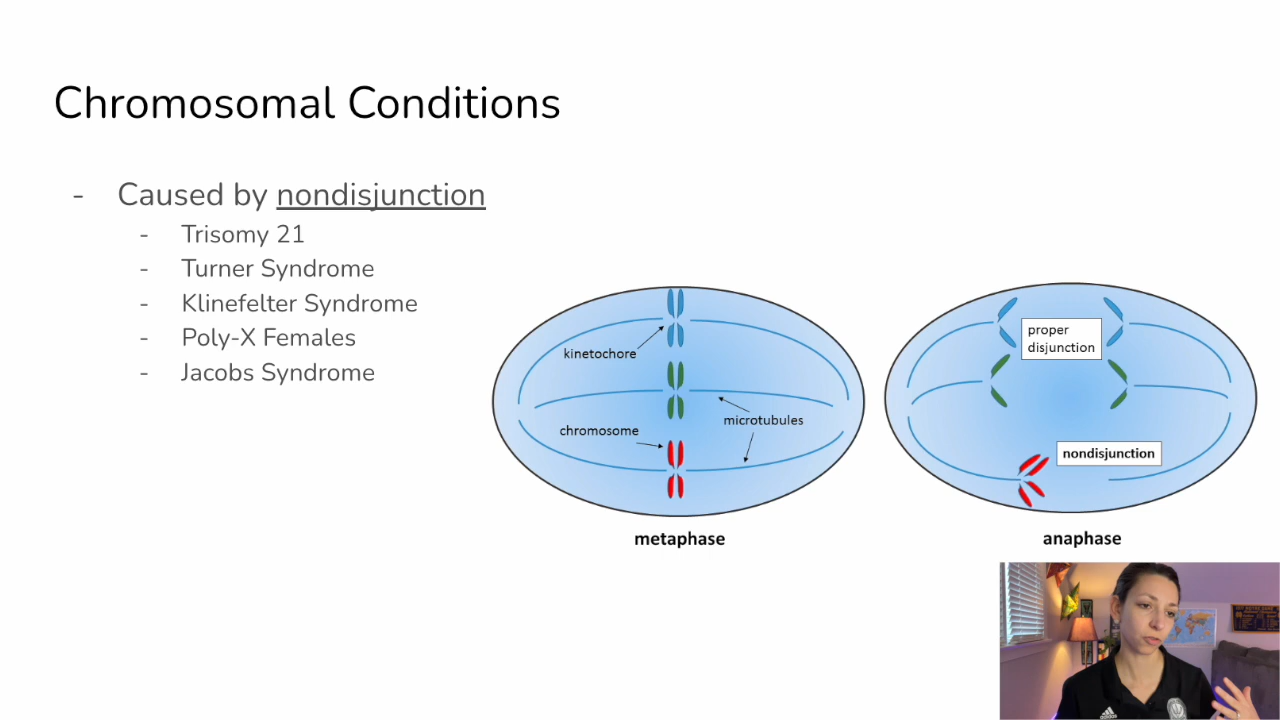 Chromosomal Conditions
- Caused by nondisjunction
- Trisomy 21
- Turner Syndrome
- Klinefelter Syndrome
- Poly-X Females
- Jacobs Syndrome
kinetochore
chromosome
microtubules
metaphase
proper
disjunction
nondisjunction
anaphase
adidas